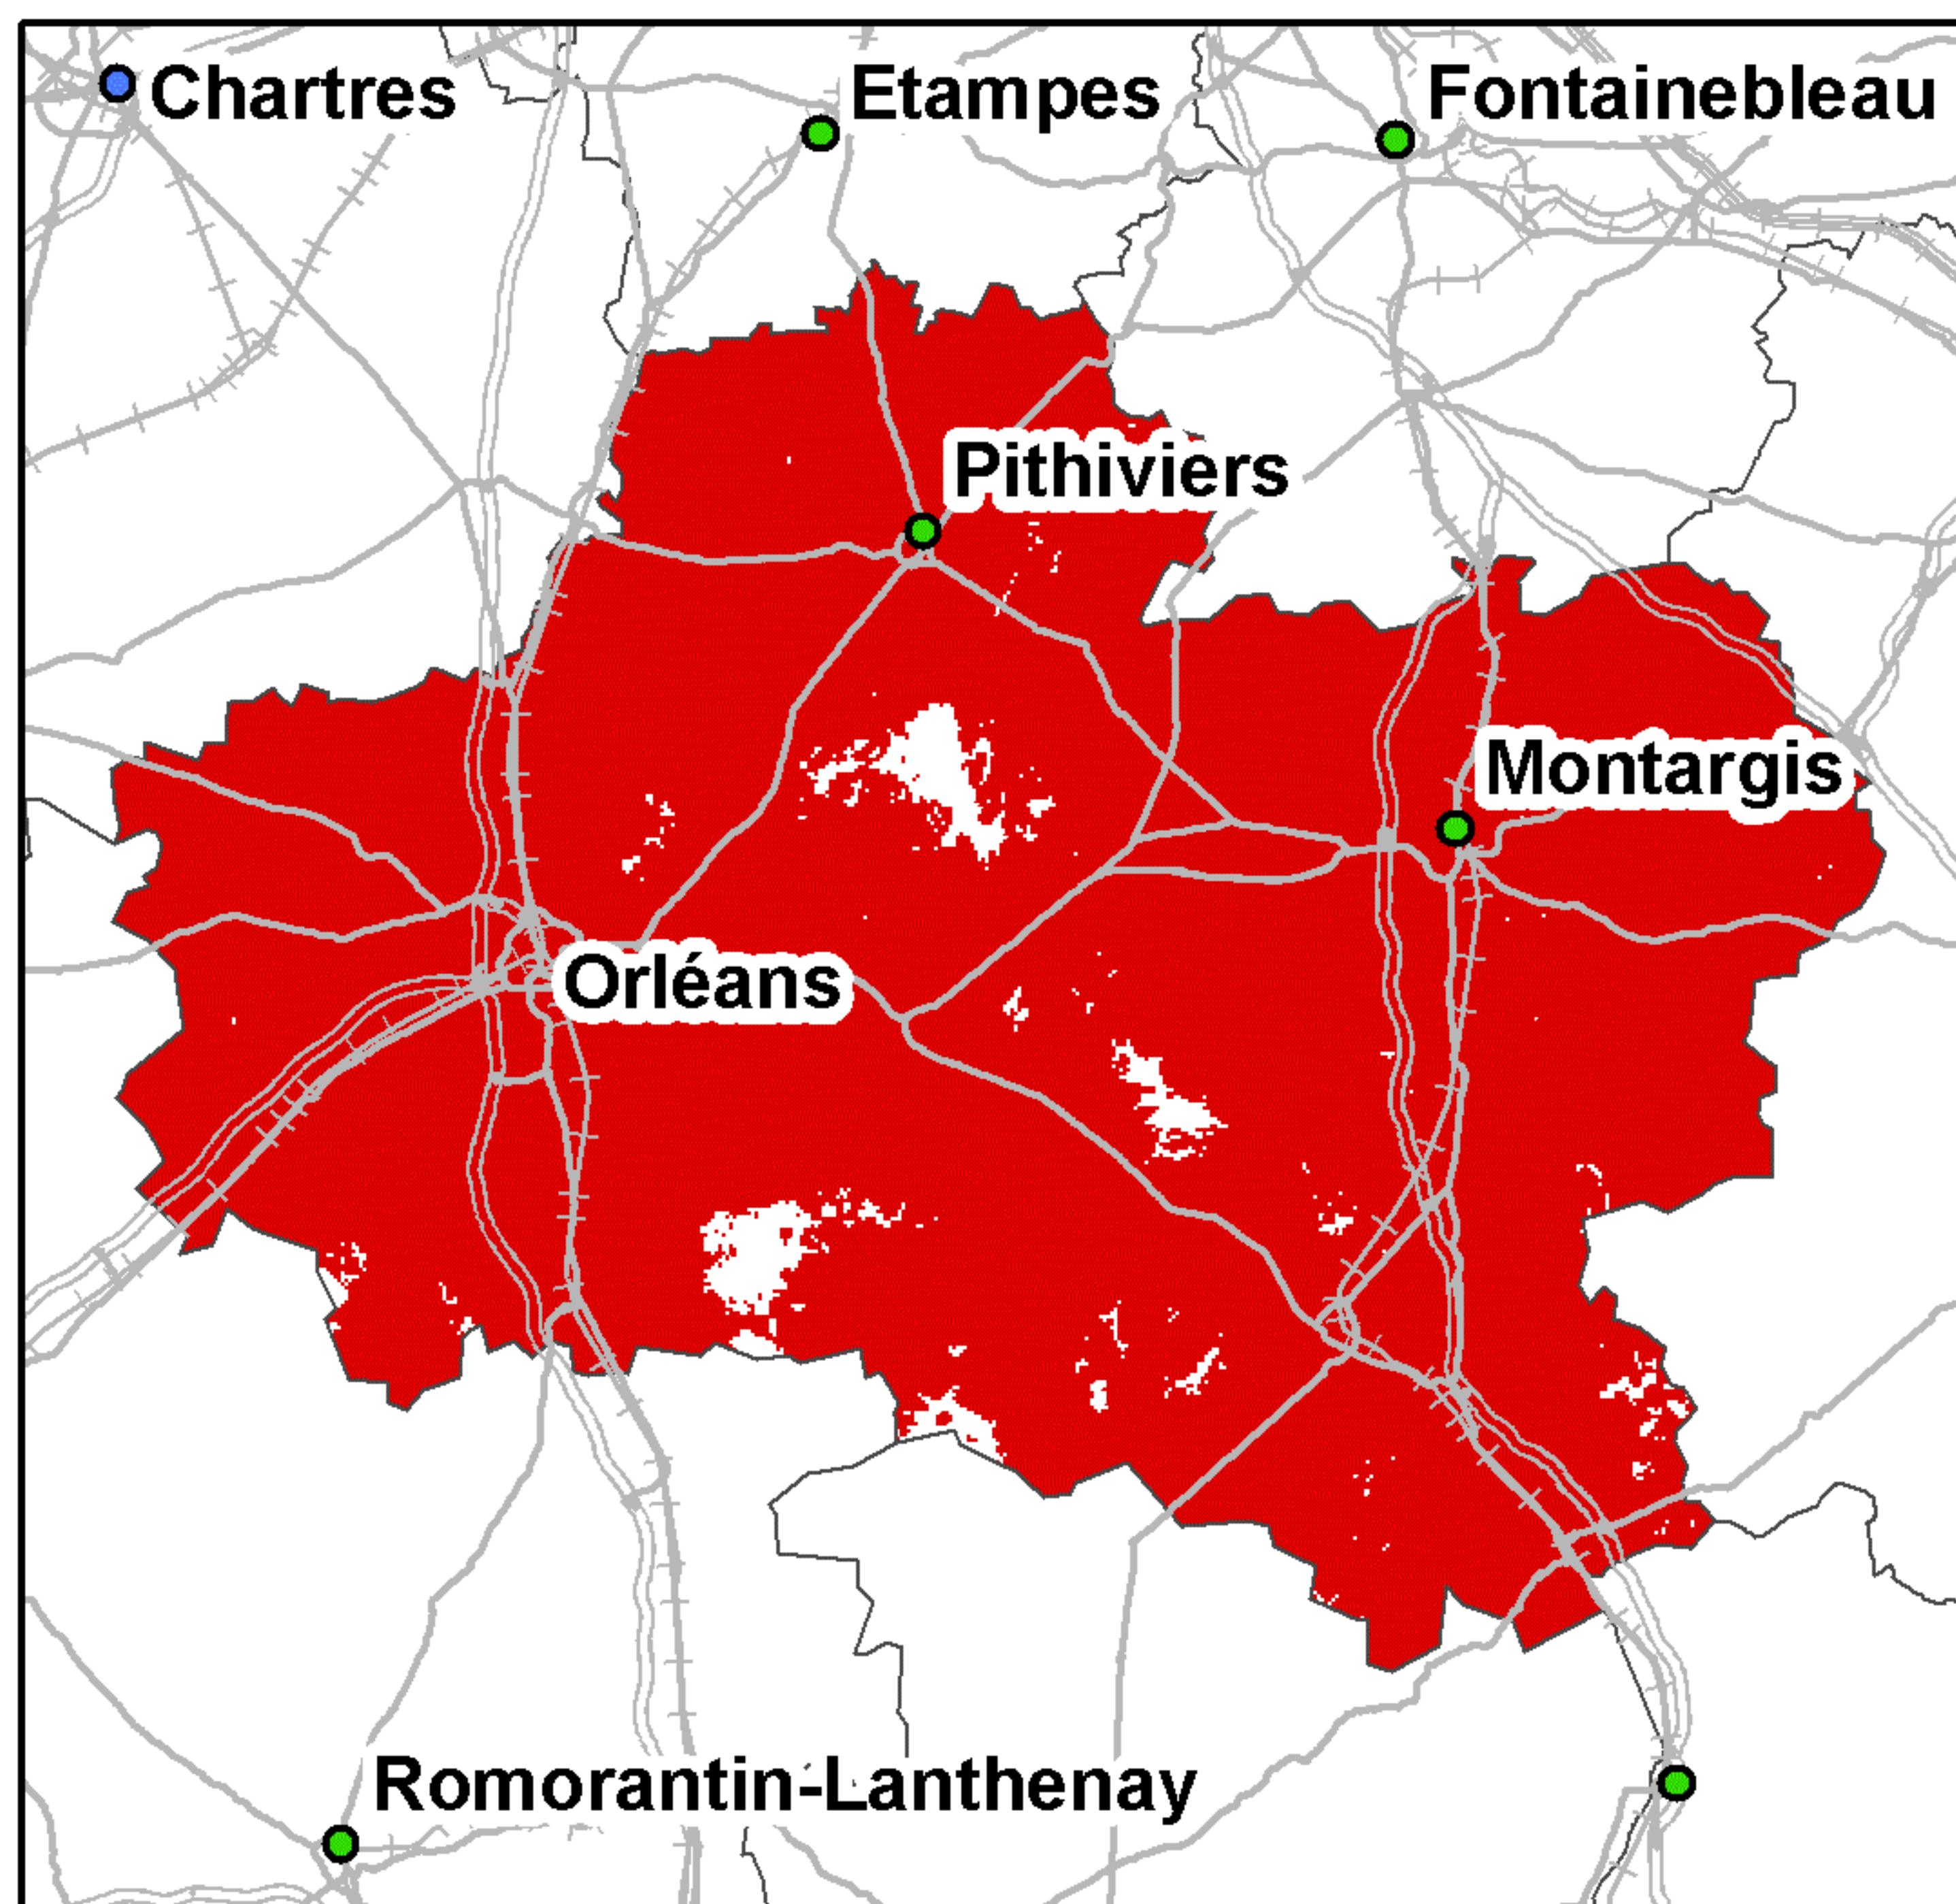 Chartres
Etampes
Fontainebleau
Pithiviers
Montargis
Orléans
Romorantin-Lanthenay